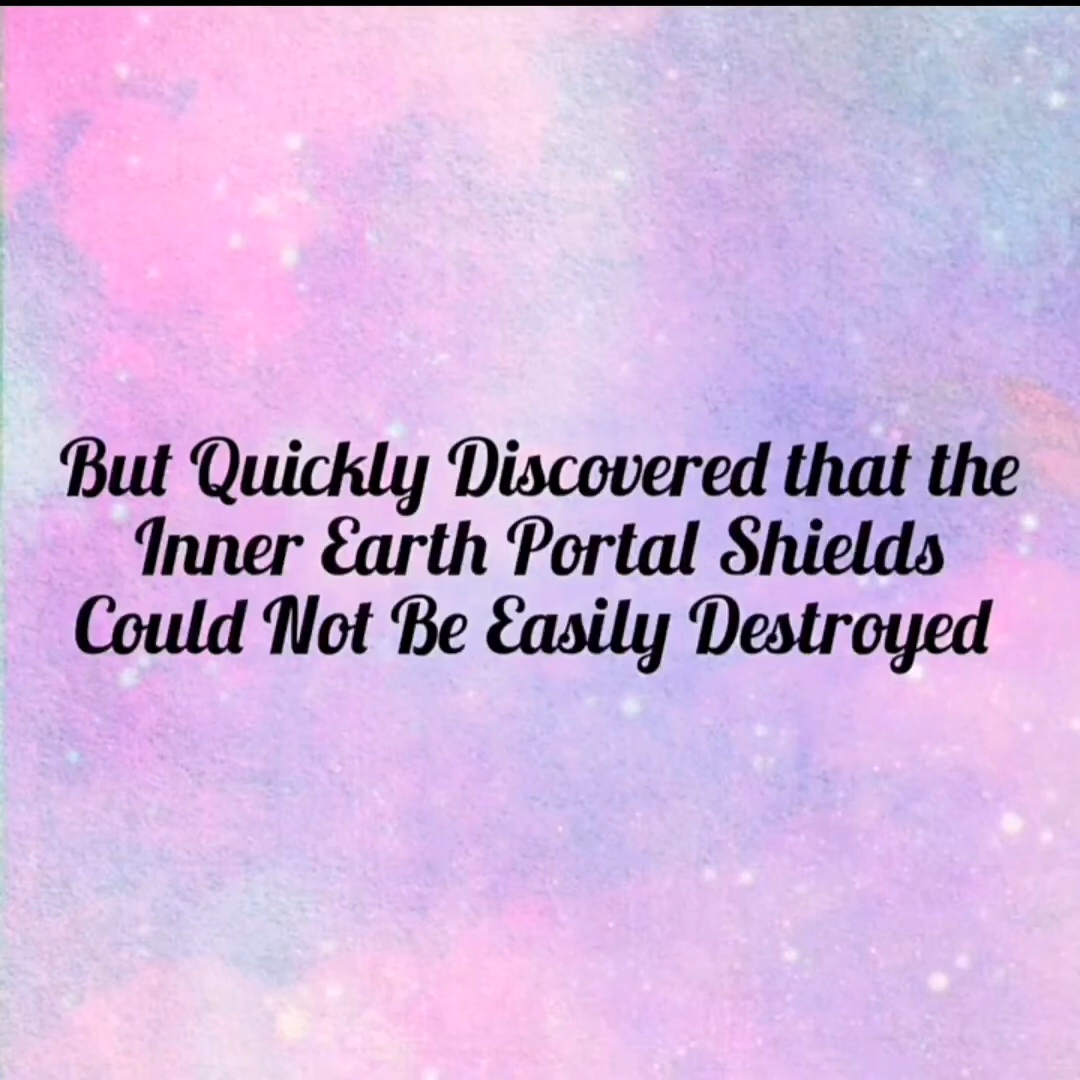 But Quickly Discovered that the
Inner Earth Portal Shields
Could Not Be Easily Destroyed